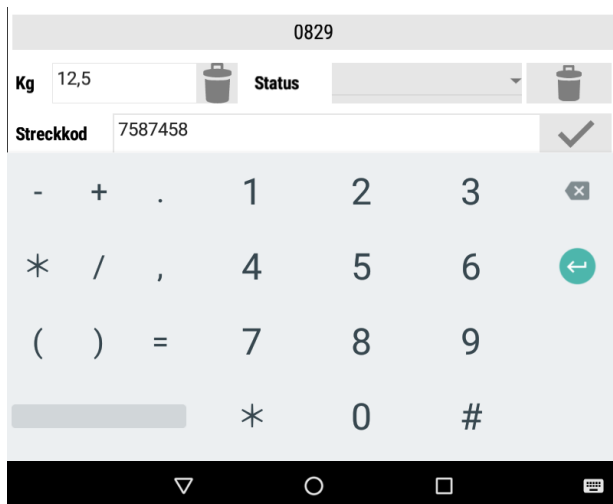 0829
Kg 12,5 Status
Streckkod 7587458
- + . 1 2 3
* / , 4 5 6
( ) = 7 8 9
* 0 #